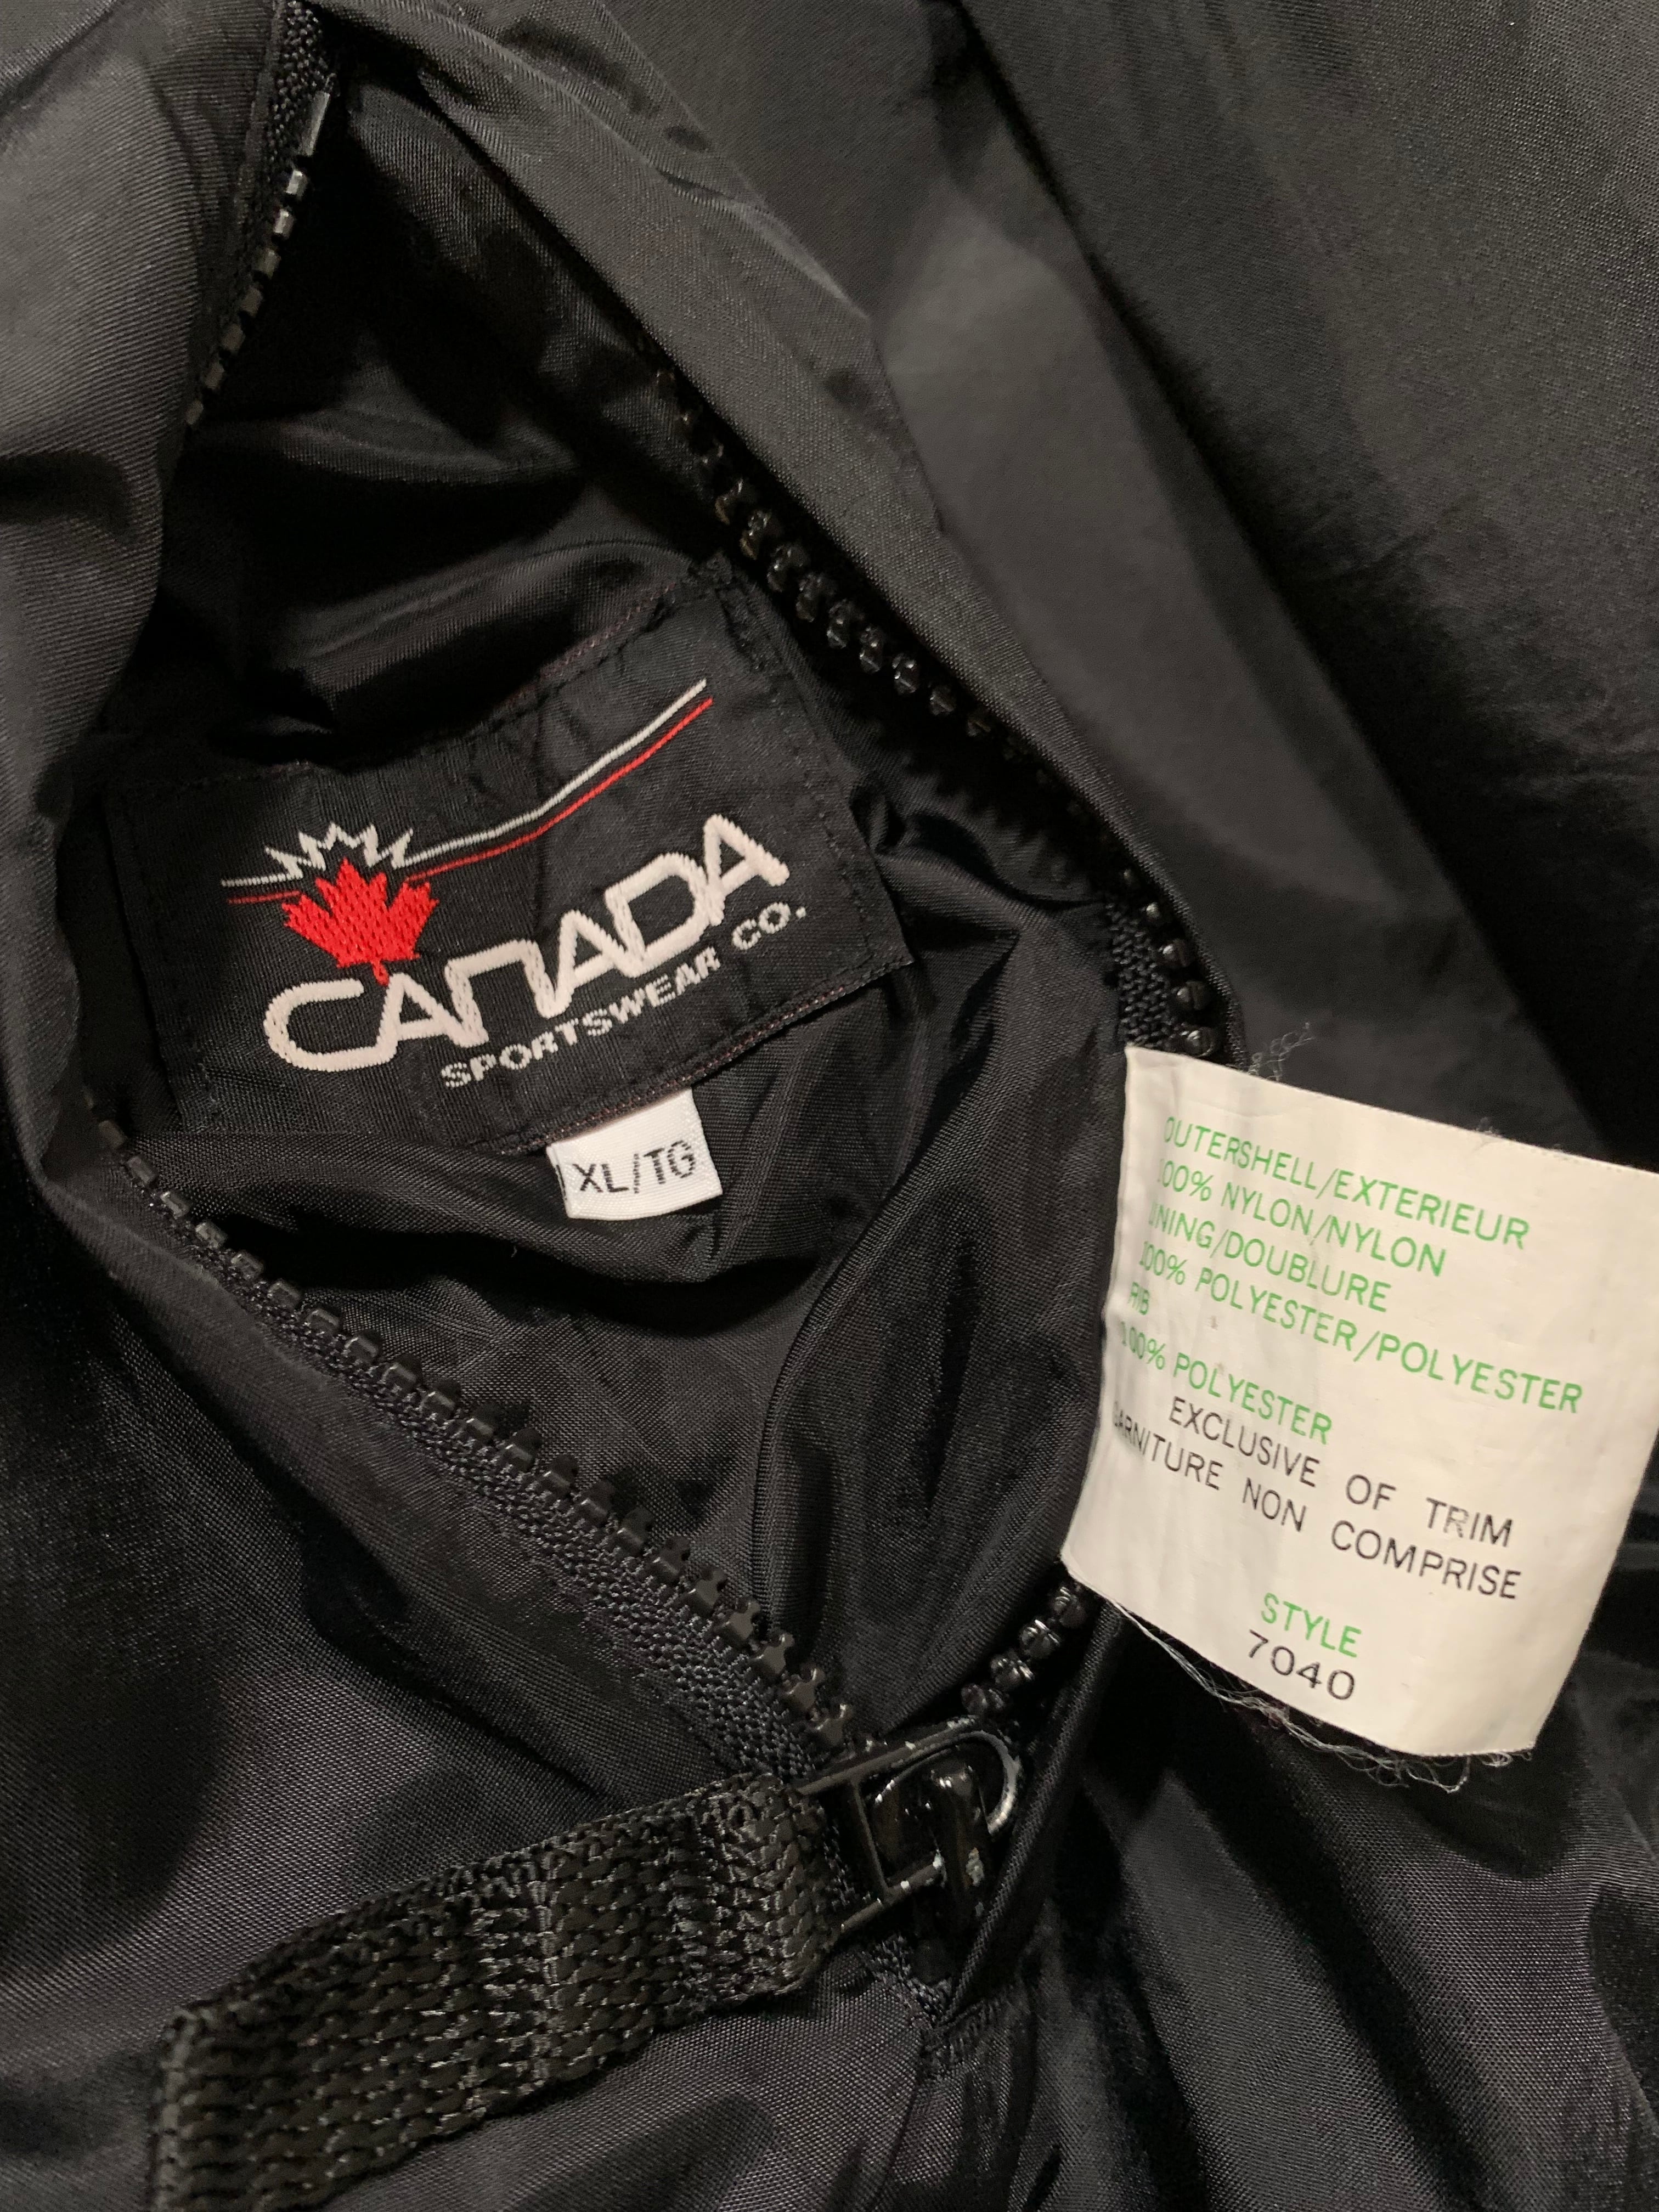 CANADA
SPORTSWEAR CO.
XL/TG
OUTERSHELL/EXTERIEUR
100% NYLON/NYLON
LINING/DOUBLURE
100% POLYESTER/POLYESTER
RIB
100% POLYESTER
EXCLUSIVE OF TRIM
GARNITURE NON COMPRISE
STYLE
7040